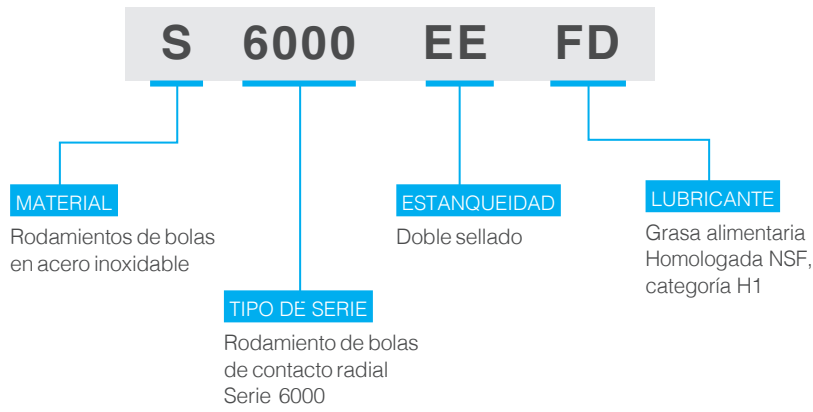 S 6000 EE FD
MATERIAL
Rodamientos de bolas
en acero inoxidable
TIPO DE SERIE
Rodamiento de bolas
de contacto radial
Serie 6000
ESTANQUEIDAD
Doble sellado
LUBRICANTE
Grasa alimentaria
Homologada NSF,
categoría H1